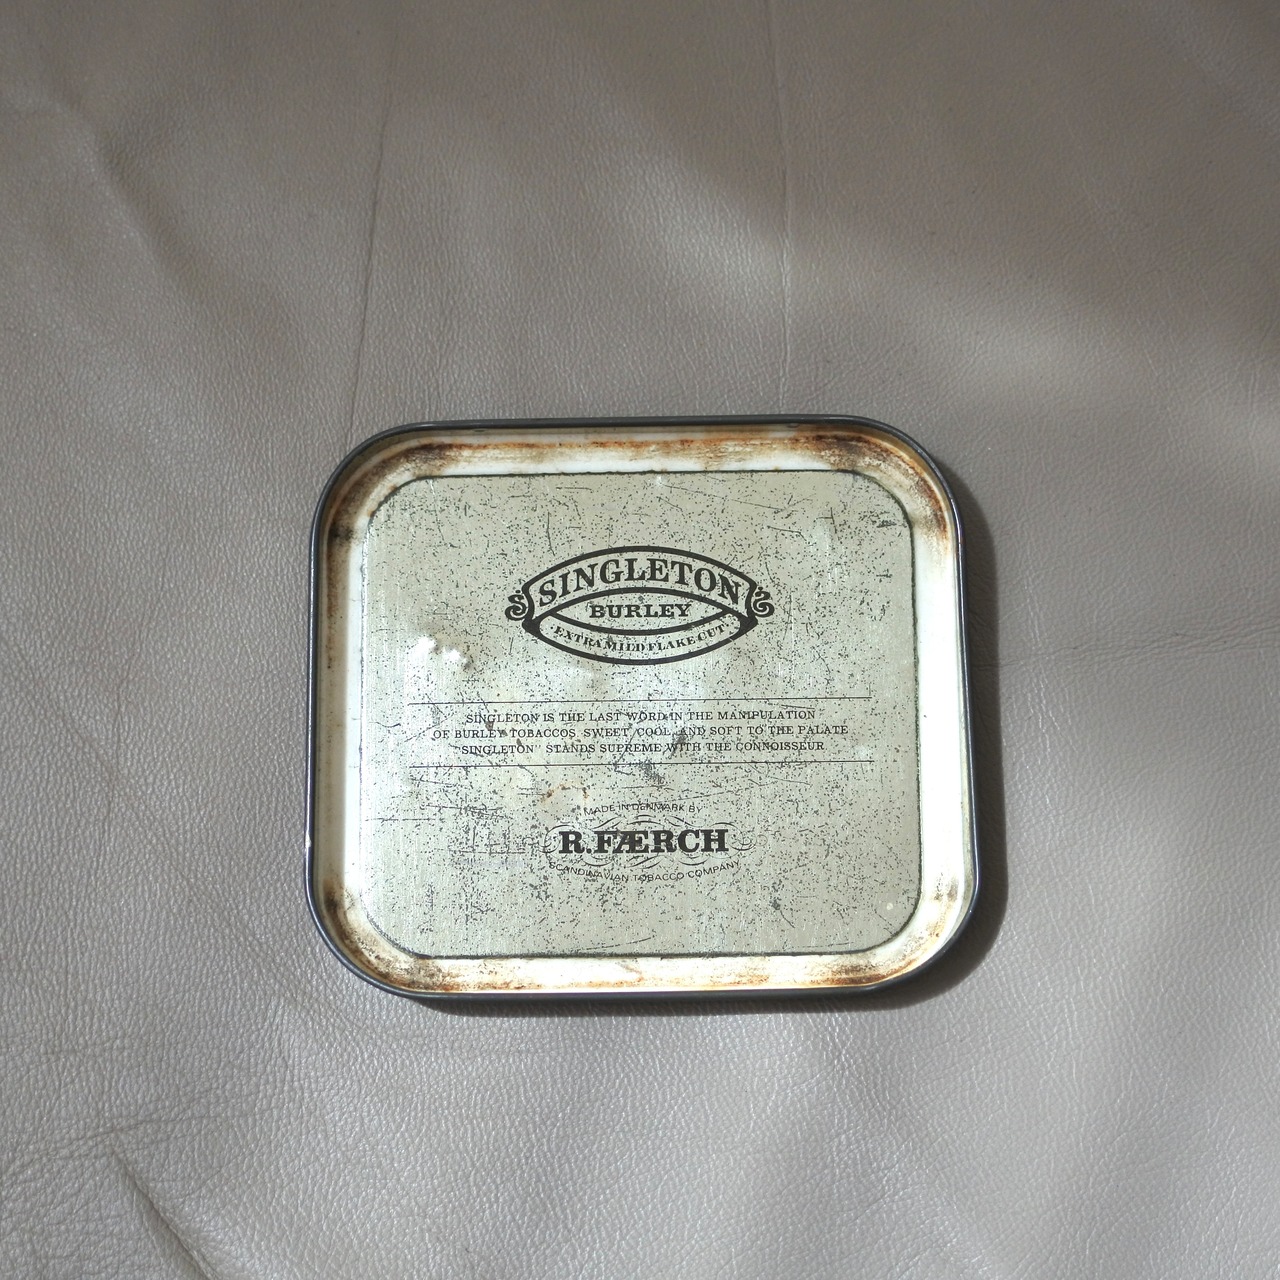 SINGLETON
BURLEY
EXTRA MILD FLAKE CUT
SINGLETON IS THE LAST WORD IN THE MANIPULATION
OF BURLEY TOBACCOS. SWEET, COOL, AND SOFT TO THE PALATE
"SINGLETON" STANDS SUPREME WITH THE CONNOISSEUR
MADE IN DENMARK BY
R. FÆRCH
SCANDINAVIAN TOBACCO COMPANY